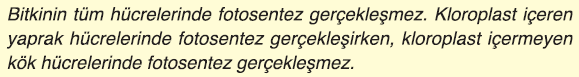 Bitkinin tüm hücrelerinde fotosentez gerçekleşmez. Kloroplast içeren
yaprak hücrelerinde fotosentez gerçekleşirken, kloroplast içermeyen
kök hücrelerinde fotosentez gerçekleşmez.